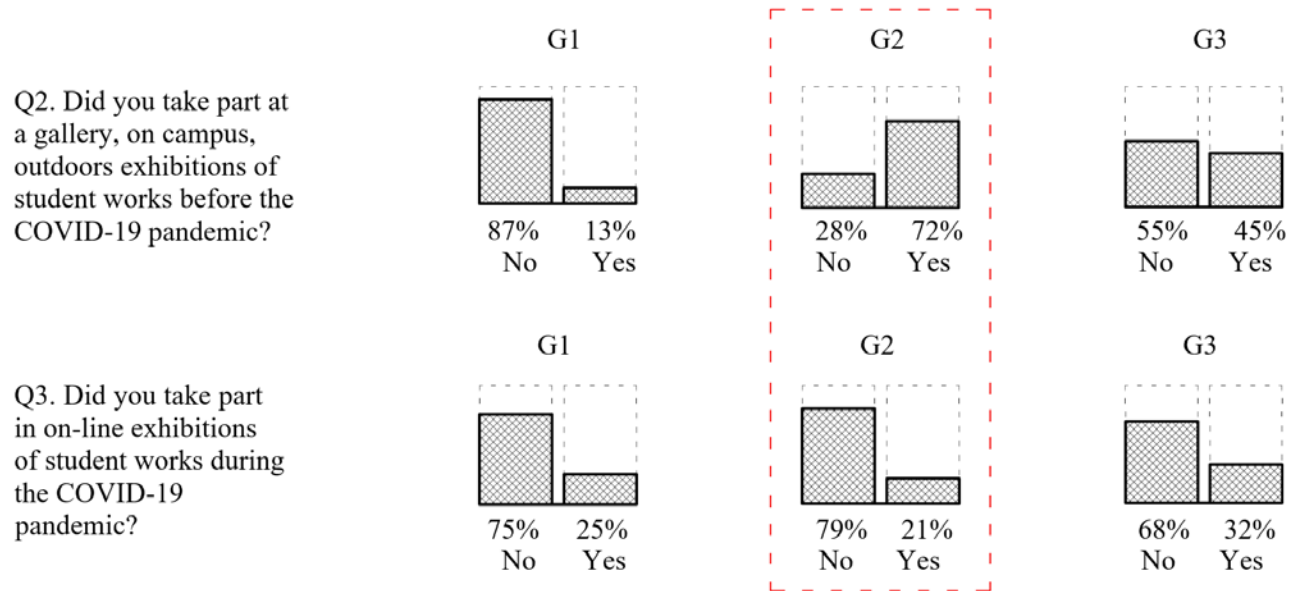 G1 G2 G3
Q2. Did you take part at
a gallery, on campus,
outdoors exhibitions of
student works before the
COVID-19 pandemic?
87% 13% 28% 72% 55% 45%
No Yes No Yes No Yes
G1 G2 G3
Q3. Did you take part
in on-line exhibitions
of student works during
the COVID-19
pandemic?
75% 25% 79% 21% 68% 32%
No Yes No Yes No Yes